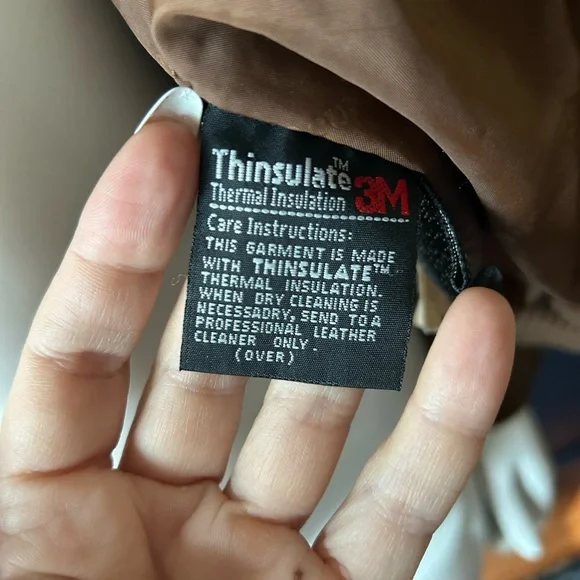 Thinsulate™ 3M
Thermal Insulation
Care Instructions:
THIS GARMENT IS MADE
WITH THINSULATE™
THERMAL INSULATION.
WHEN DRY CLEANING IS
NECESSADRY, SEND TO A
PROFESSIONAL LEATHER
CLEANER ONLY.
(OVER)